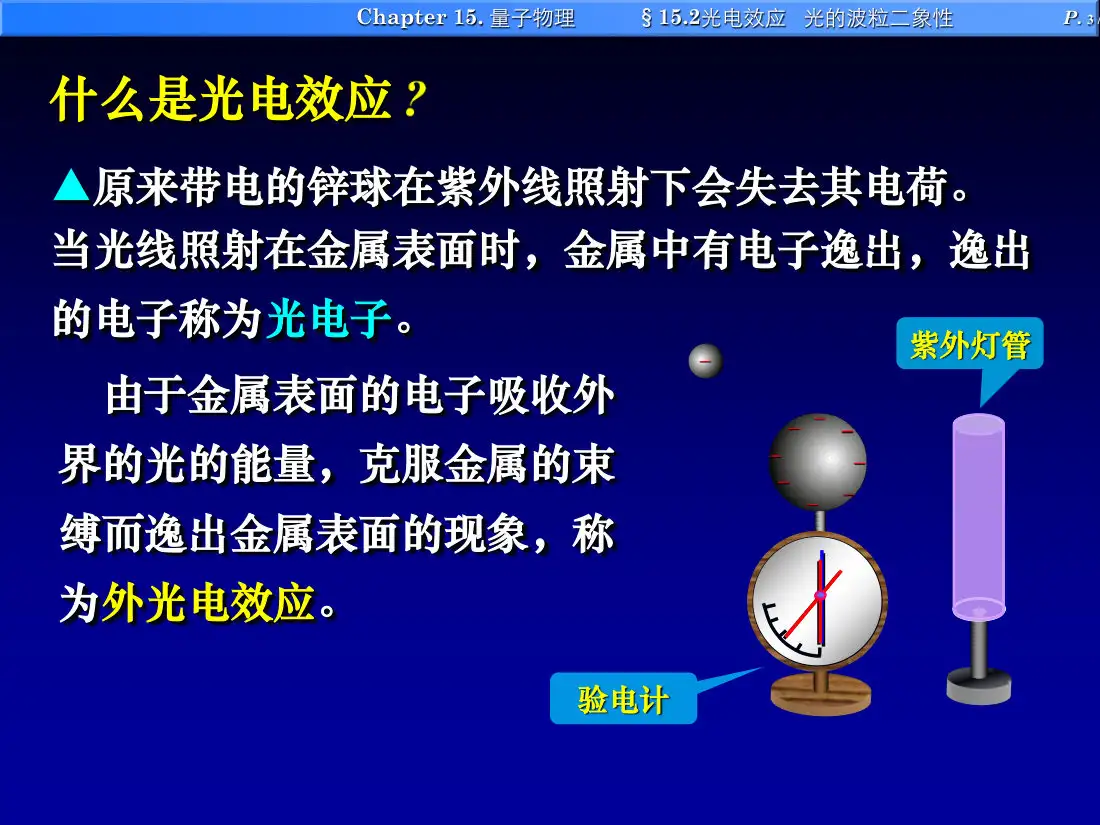 Chapter 15. 量子物理 §15.2光电效应 光的波粒二象性 P. 3/
什么是光电效应？
▲原来带电的锌球在紫外线照射下会失去其电荷。
当光线照射在金属表面时，金属中有电子逸出，逸出
的电子称为光电子。
紫外灯管
由于金属表面的电子吸收外
界的光的能量，克服金属的束
缚而逸出金属表面的现象，称
为外光电效应。
验电计